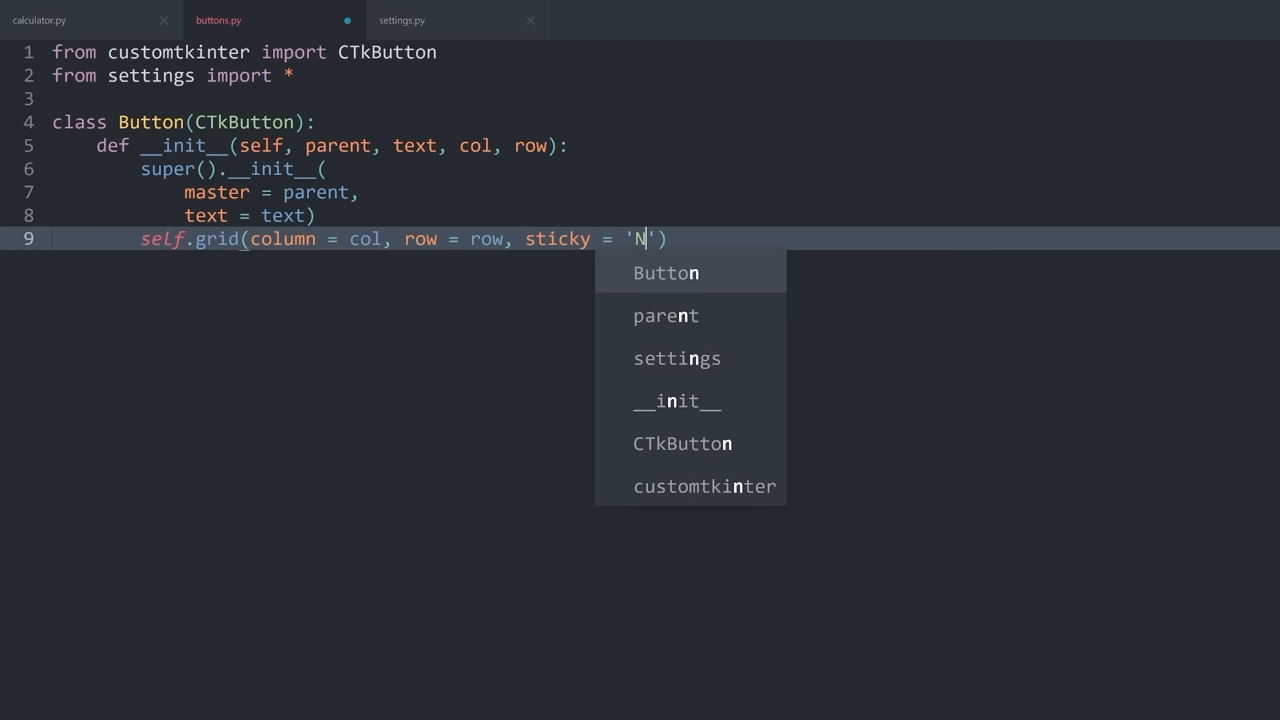 calculator.py buttons.py settings.py
1 from customtkinter import CTkButton
2 from settings import *
3
4 class Button(CTkButton):
5     def __init__(self, parent, text, col, row):
6         super().__init__(
7             master = parent,
8             text = text)
9         self.grid(column = col, row = row, sticky = 'N')
Button
parent
settings
__init__
CTkButton
customtkinter